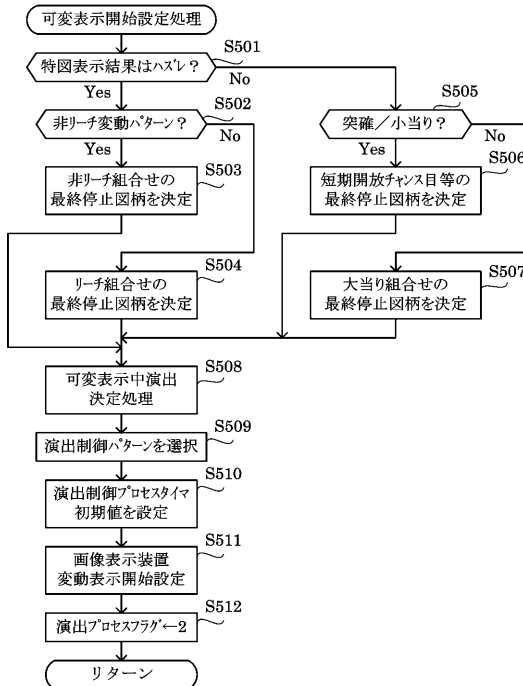 可変表示開始設定処理
S501
特図表示結果はハズレ？
Yes
No
S502
非リーチ変動パターン？
Yes
No
S503
非リーチ組合せの
最終停止図柄を決定
S504
リーチ組合せの
最終停止図柄を決定
S505
突確／小当り？
Yes
No
S506
短期開放チャンス目等の
最終停止図柄を決定
S507
大当り組合せの
最終停止図柄を決定
S508
可変表示中演出
決定処理
S509
演出制御パターンを選択
S510
演出制御プロセスタイマ
初期値を設定
S511
画像表示装置
変動表示開始設定
S512
演出プロセスフラグ←2
リターン